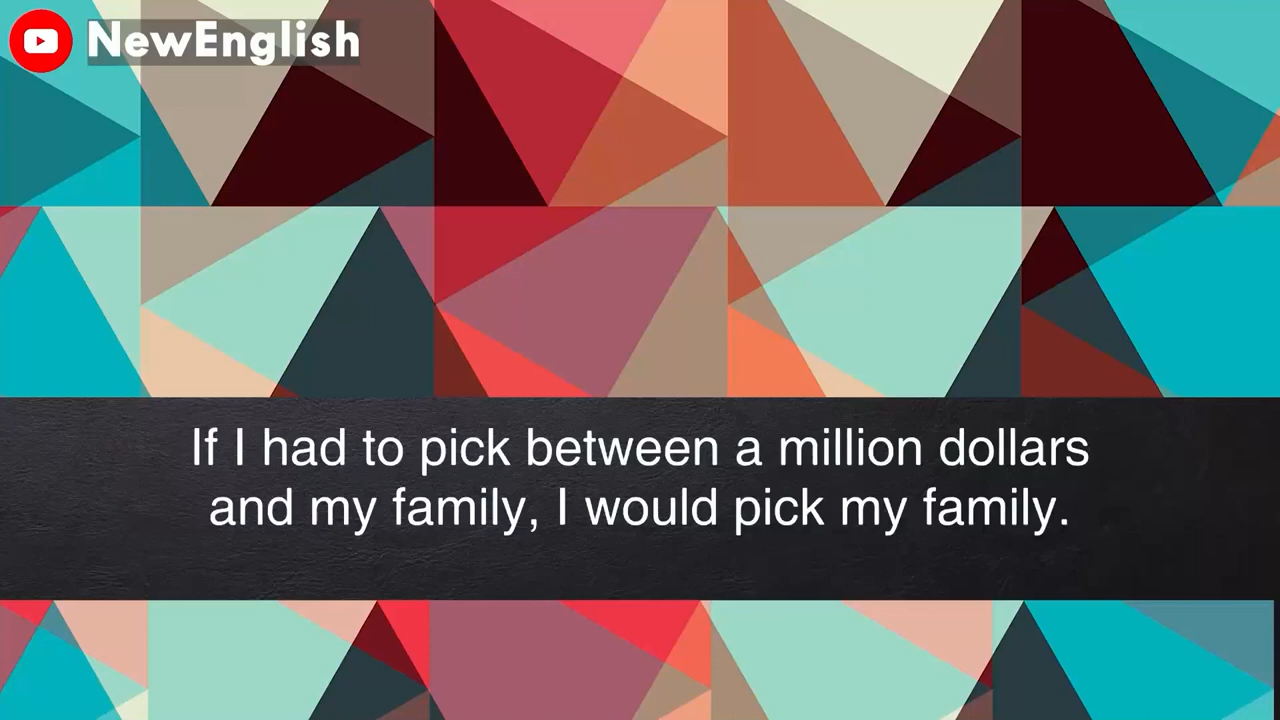 NewEnglish
If I had to pick between a million dollars
and my family, I would pick my family.